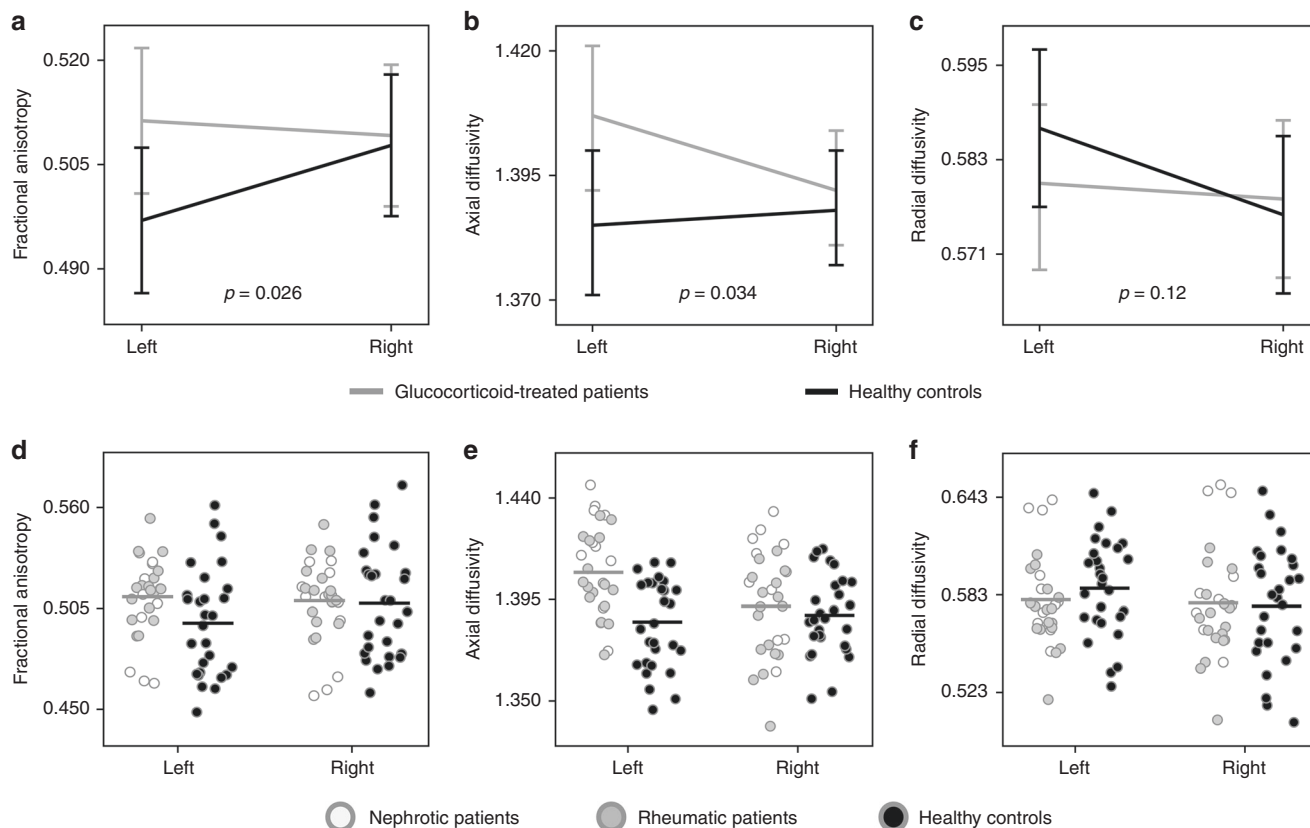 a
Fractional anisotropy
0.520
0.505
0.490
p = 0.026
Left
Right
b
Axial diffusivity
1.420
1.395
1.370
p = 0.034
Left
Right
c
Radial diffusivity
0.595
0.583
0.571
p = 0.12
Left
Right
Glucocorticoid-treated patients
Healthy controls
d
Fractional anisotropy
0.560
0.505
0.450
Left
Right
e
Axial diffusivity
1.440
1.395
1.350
Left
Right
f
Radial diffusivity
0.643
0.583
0.523
Left
Right
Nephrotic patients
Rheumatic patients
Healthy controls